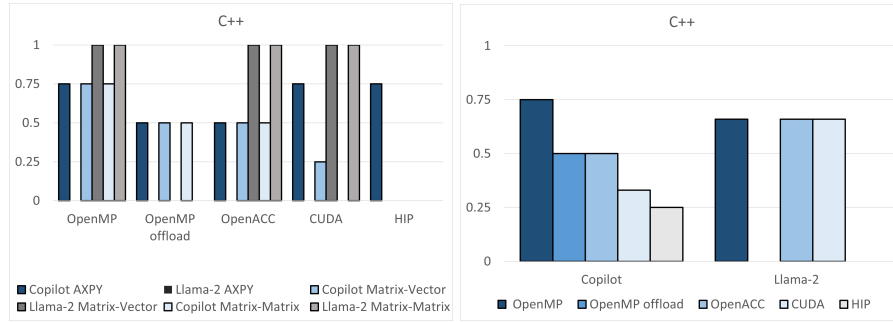 C++
1
0.75
0.5
0.25
0
OpenMP OpenMP offload OpenACC CUDA HIP
Copilot AXPY Llama-2 AXPY Copilot Matrix-Vector
Llama-2 Matrix-Vector Copilot Matrix-Matrix Llama-2 Matrix-Matrix
C++
1
0.75
0.5
0.25
0
Copilot Llama-2
OpenMP OpenMP offload OpenACC CUDA HIP